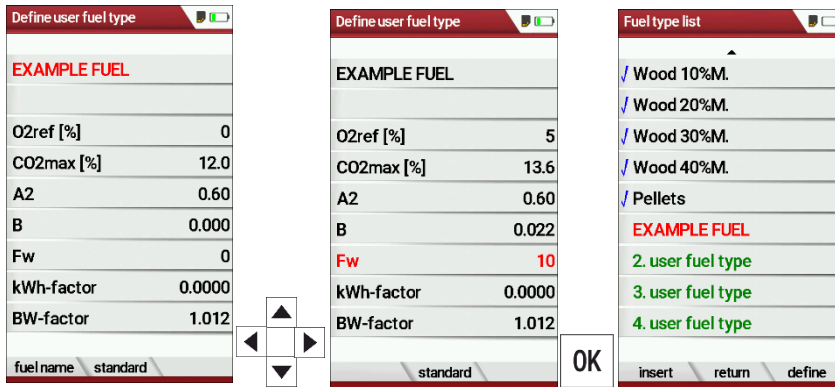 Define user fuel type
EXAMPLE FUEL
O2ref [%] 0
CO2max [%] 12.0
A2 0.60
B 0.000
Fw 0
kWh-factor 0.0000
BW-factor 1.012
fuel name standard
Define user fuel type
EXAMPLE FUEL
O2ref [%] 5
CO2max [%] 13.6
A2 0.60
B 0.022
Fw 10
kWh-factor 0.0000
BW-factor 1.012
standard
OK
Fuel type list
Wood 10%M.
Wood 20%M.
Wood 30%M.
Wood 40%M.
Pellets
EXAMPLE FUEL
2. user fuel type
3. user fuel type
4. user fuel type
insert return define